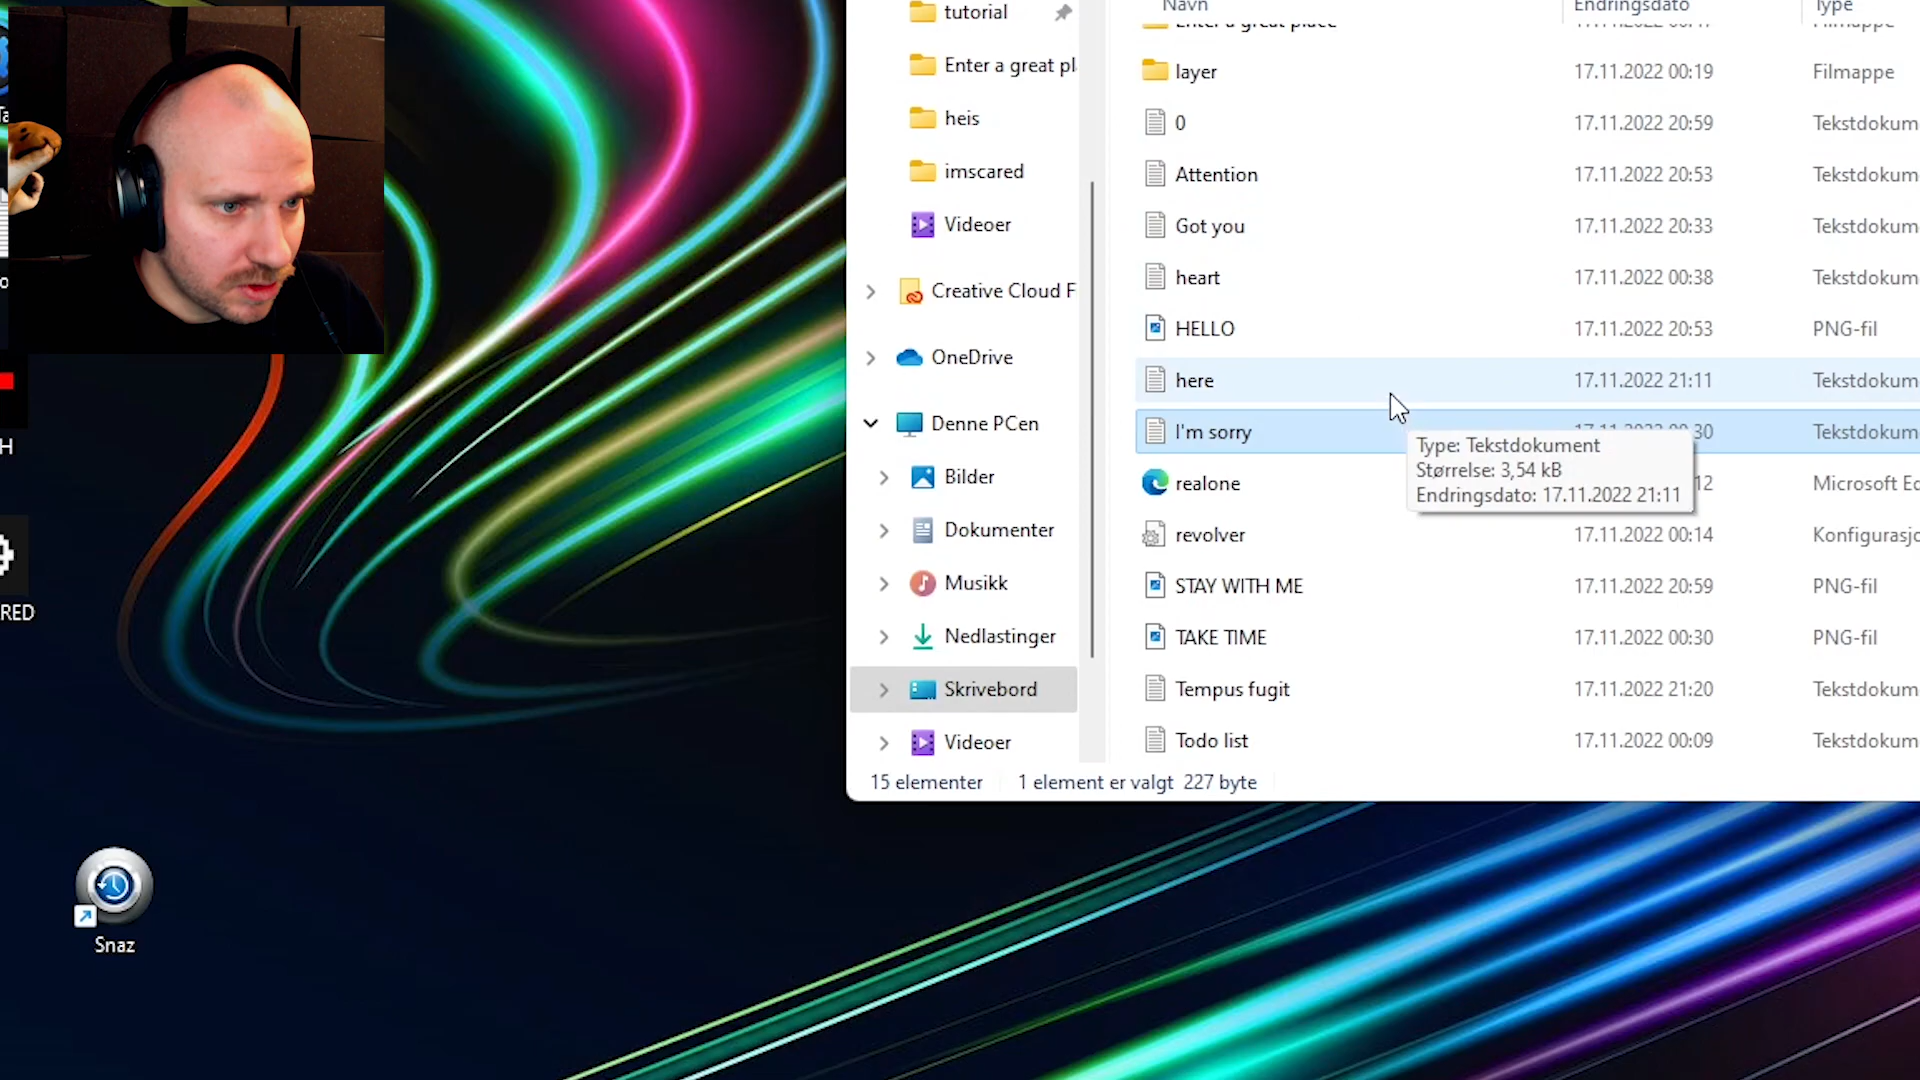 tutorial
Enter a great pl
heis
imscared
Videoer
Creative Cloud F
OneDrive
Denne PCen
Bilder
Dokumenter
Musikk
Nedlastinger
Skrivebord
Videoer
Navn Endringsdato Type
Enter a great place Filmappe
layer 17.11.2022 00:19 Filmappe
0 17.11.2022 20:59 Tekstdokum
Attention 17.11.2022 20:53 Tekstdokum
Got you 17.11.2022 20:33 Tekstdokum
heart 17.11.2022 00:38 Tekstdokum
HELLO 17.11.2022 20:53 PNG-fil
here 17.11.2022 21:11 Tekstdokum
I'm sorry 30 Tekstdokum
Type: Tekstdokument
Størrelse: 3,54 kB
Endringsdato: 17.11.2022 21:11
realone 12 Microsoft Ed
revolver 17.11.2022 00:14 Konfigurasjo
STAY WITH ME 17.11.2022 20:59 PNG-fil
TAKE TIME 17.11.2022 00:30 PNG-fil
Tempus fugit 17.11.2022 21:20 Tekstdokum
Todo list 17.11.2022 00:09 Tekstdokum
15 elementer 1 element er valgt 227 byte
H
RED
Snaz